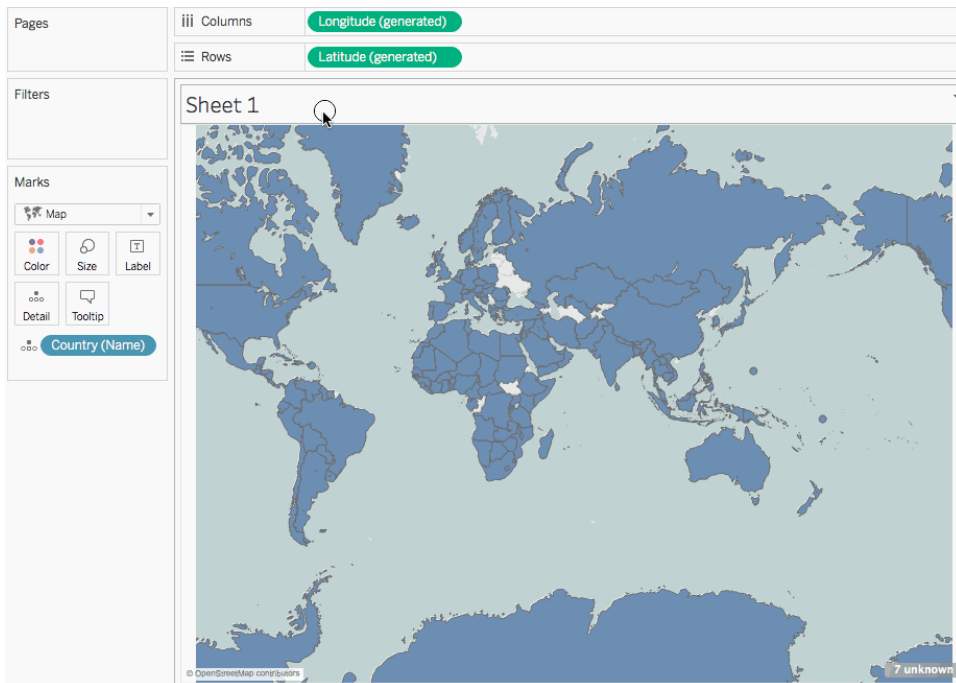 Pages
Columns
Longitude (generated)
Rows
Latitude (generated)
Filters
Sheet 1
Marks
Map
Color
Size
T
Label
Detail
Tooltip
Country (Name)
© OpenStreetMap contributors
7 unknown